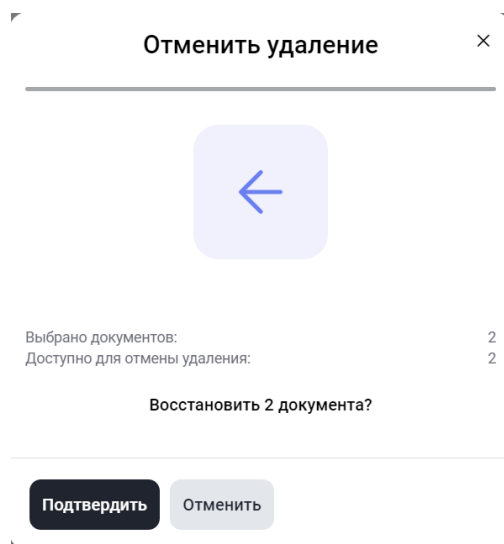 Отменить удаление
Выбрано документов: 2
Доступно для отмены удаления: 2
Восстановить 2 документа?
Подтвердить Отменить